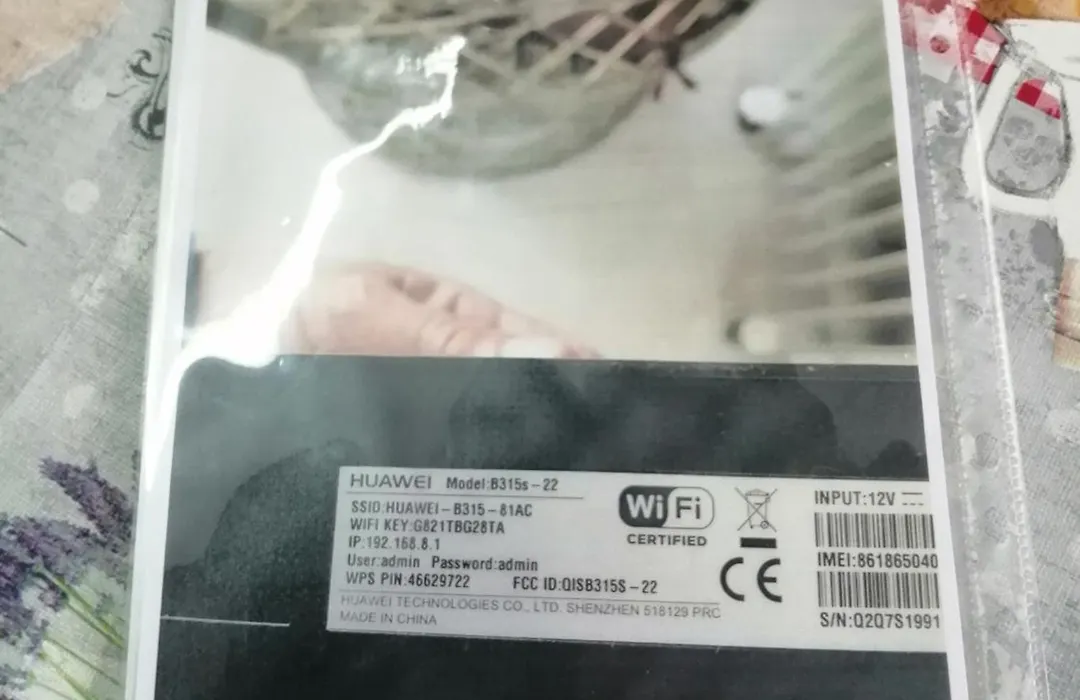 HUAWEI Model:B315s-22
SSID:HUAWEI-B315-81AC
WIFI KEY:G821TBG28TA
IP:192.168.8.1
User:admin Password:admin
WPS PIN:46629722 FCC ID:QISB315S-22
HUAWEI TECHNOLOGIES CO., LTD. SHENZHEN 518129 PRC
MADE IN CHINA
Wi Fi
CERTIFIED
CE
INPUT:12V
IMEI:861865040
S/N:Q2Q7S1991